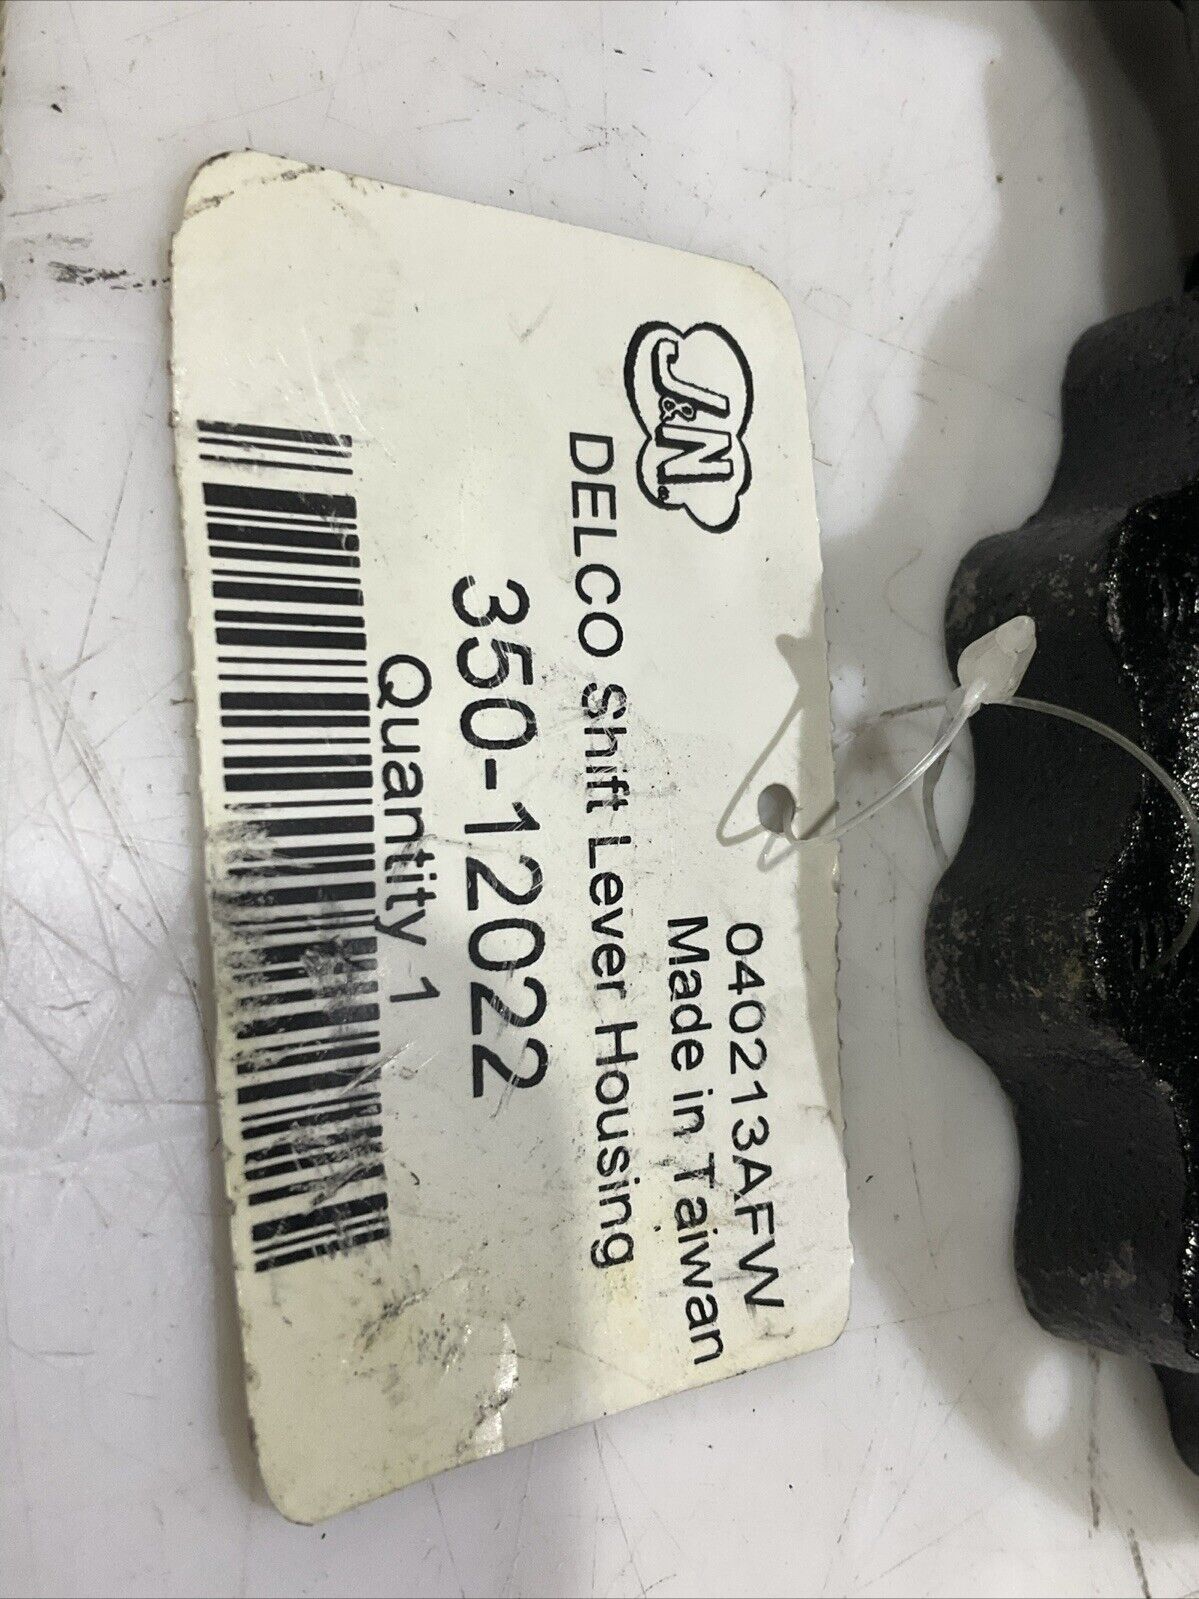 J&N®
040213AFW
Made in Taiwan
DELCO Shift Lever Housing
350-12022
Quantity 1